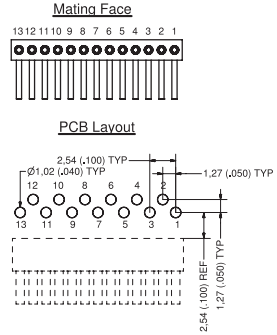 Mating Face
13 12 11 10 9 8 7 6 5 4 3 2 1
PCB Layout
2,54 (.100) TYP
Ø1,02 (.040) TYP
1,27 (.050) TYP
12 10 8 6 4 2
13 11 9 7 5 3 1
2,54 (.100) REF
1,27 (.050) TYP